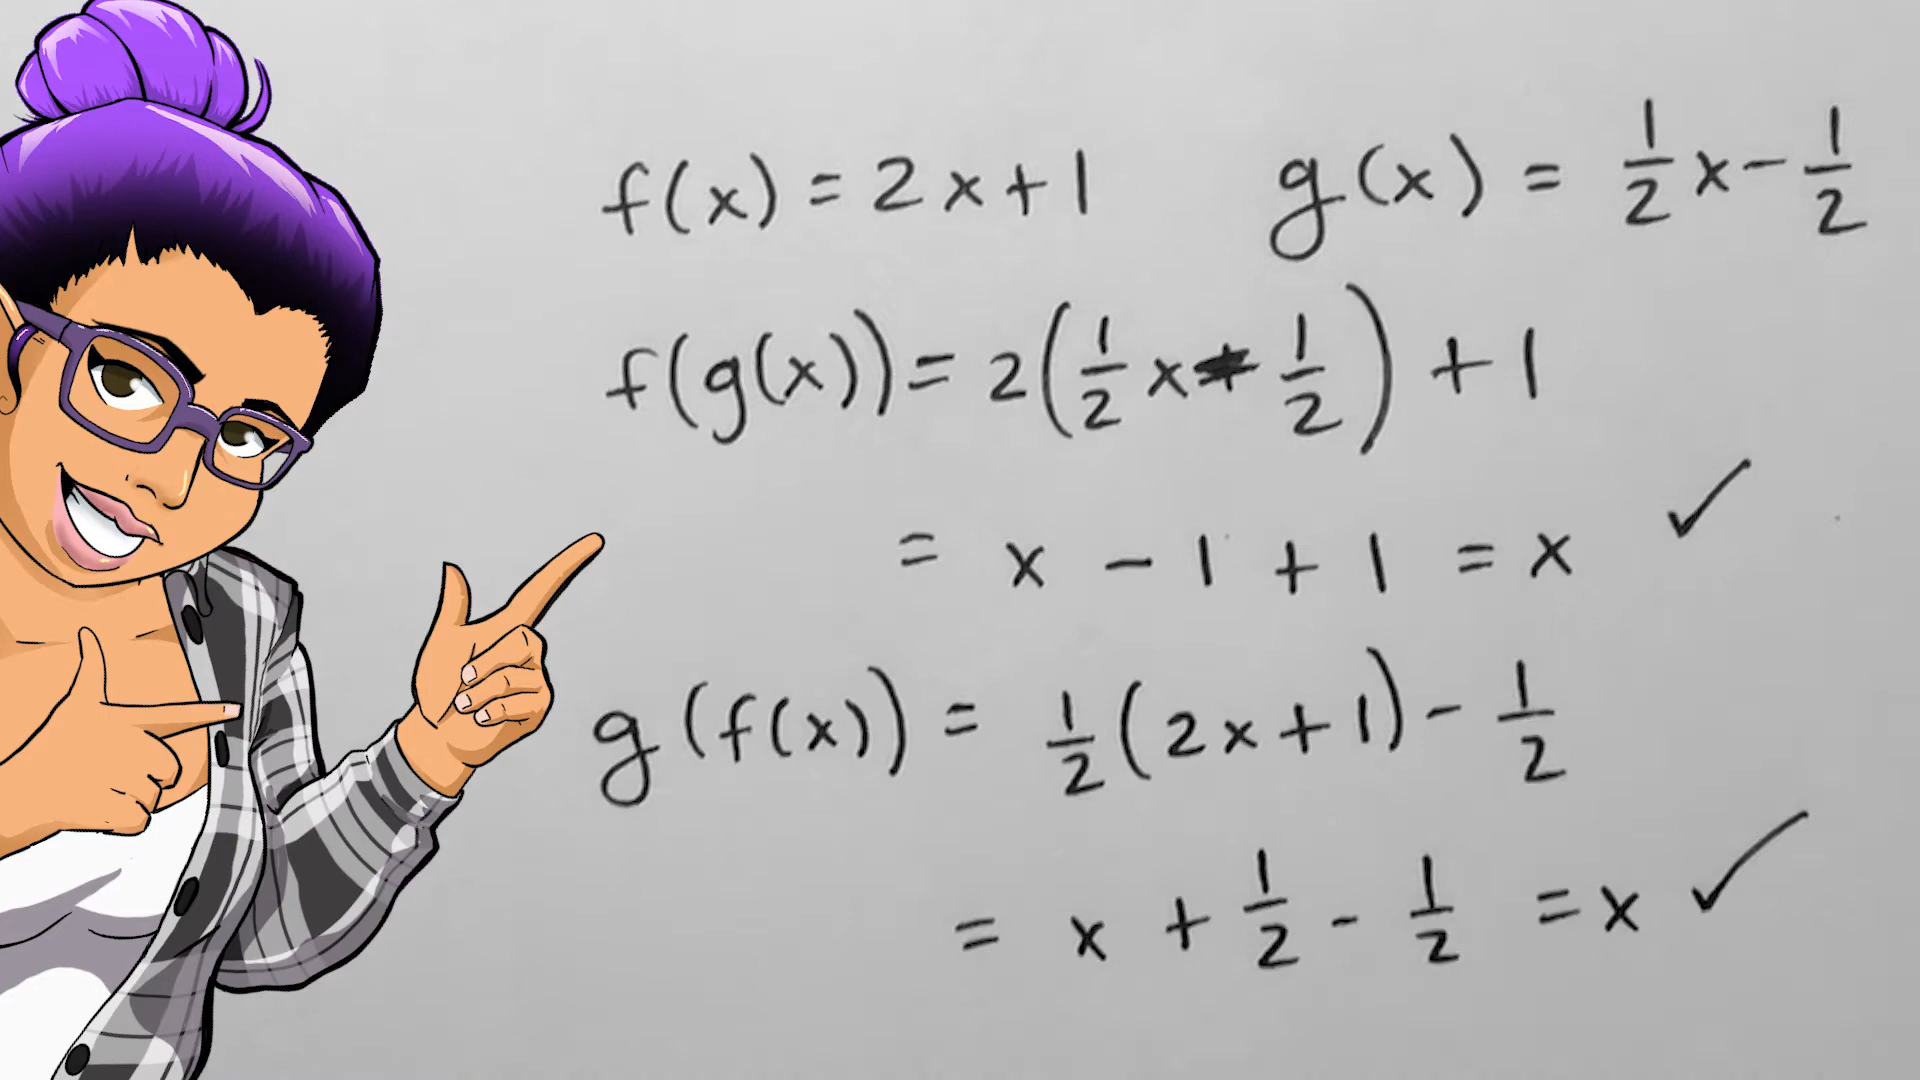 f(x) = 2x+1 g(x) = 1/2 x - 1/2
f(g(x)) = 2(1/2 x - 1/2) + 1
= x - 1 + 1 = x ✓
g(f(x)) = 1/2(2x+1) - 1/2
= x + 1/2 - 1/2 = x ✓